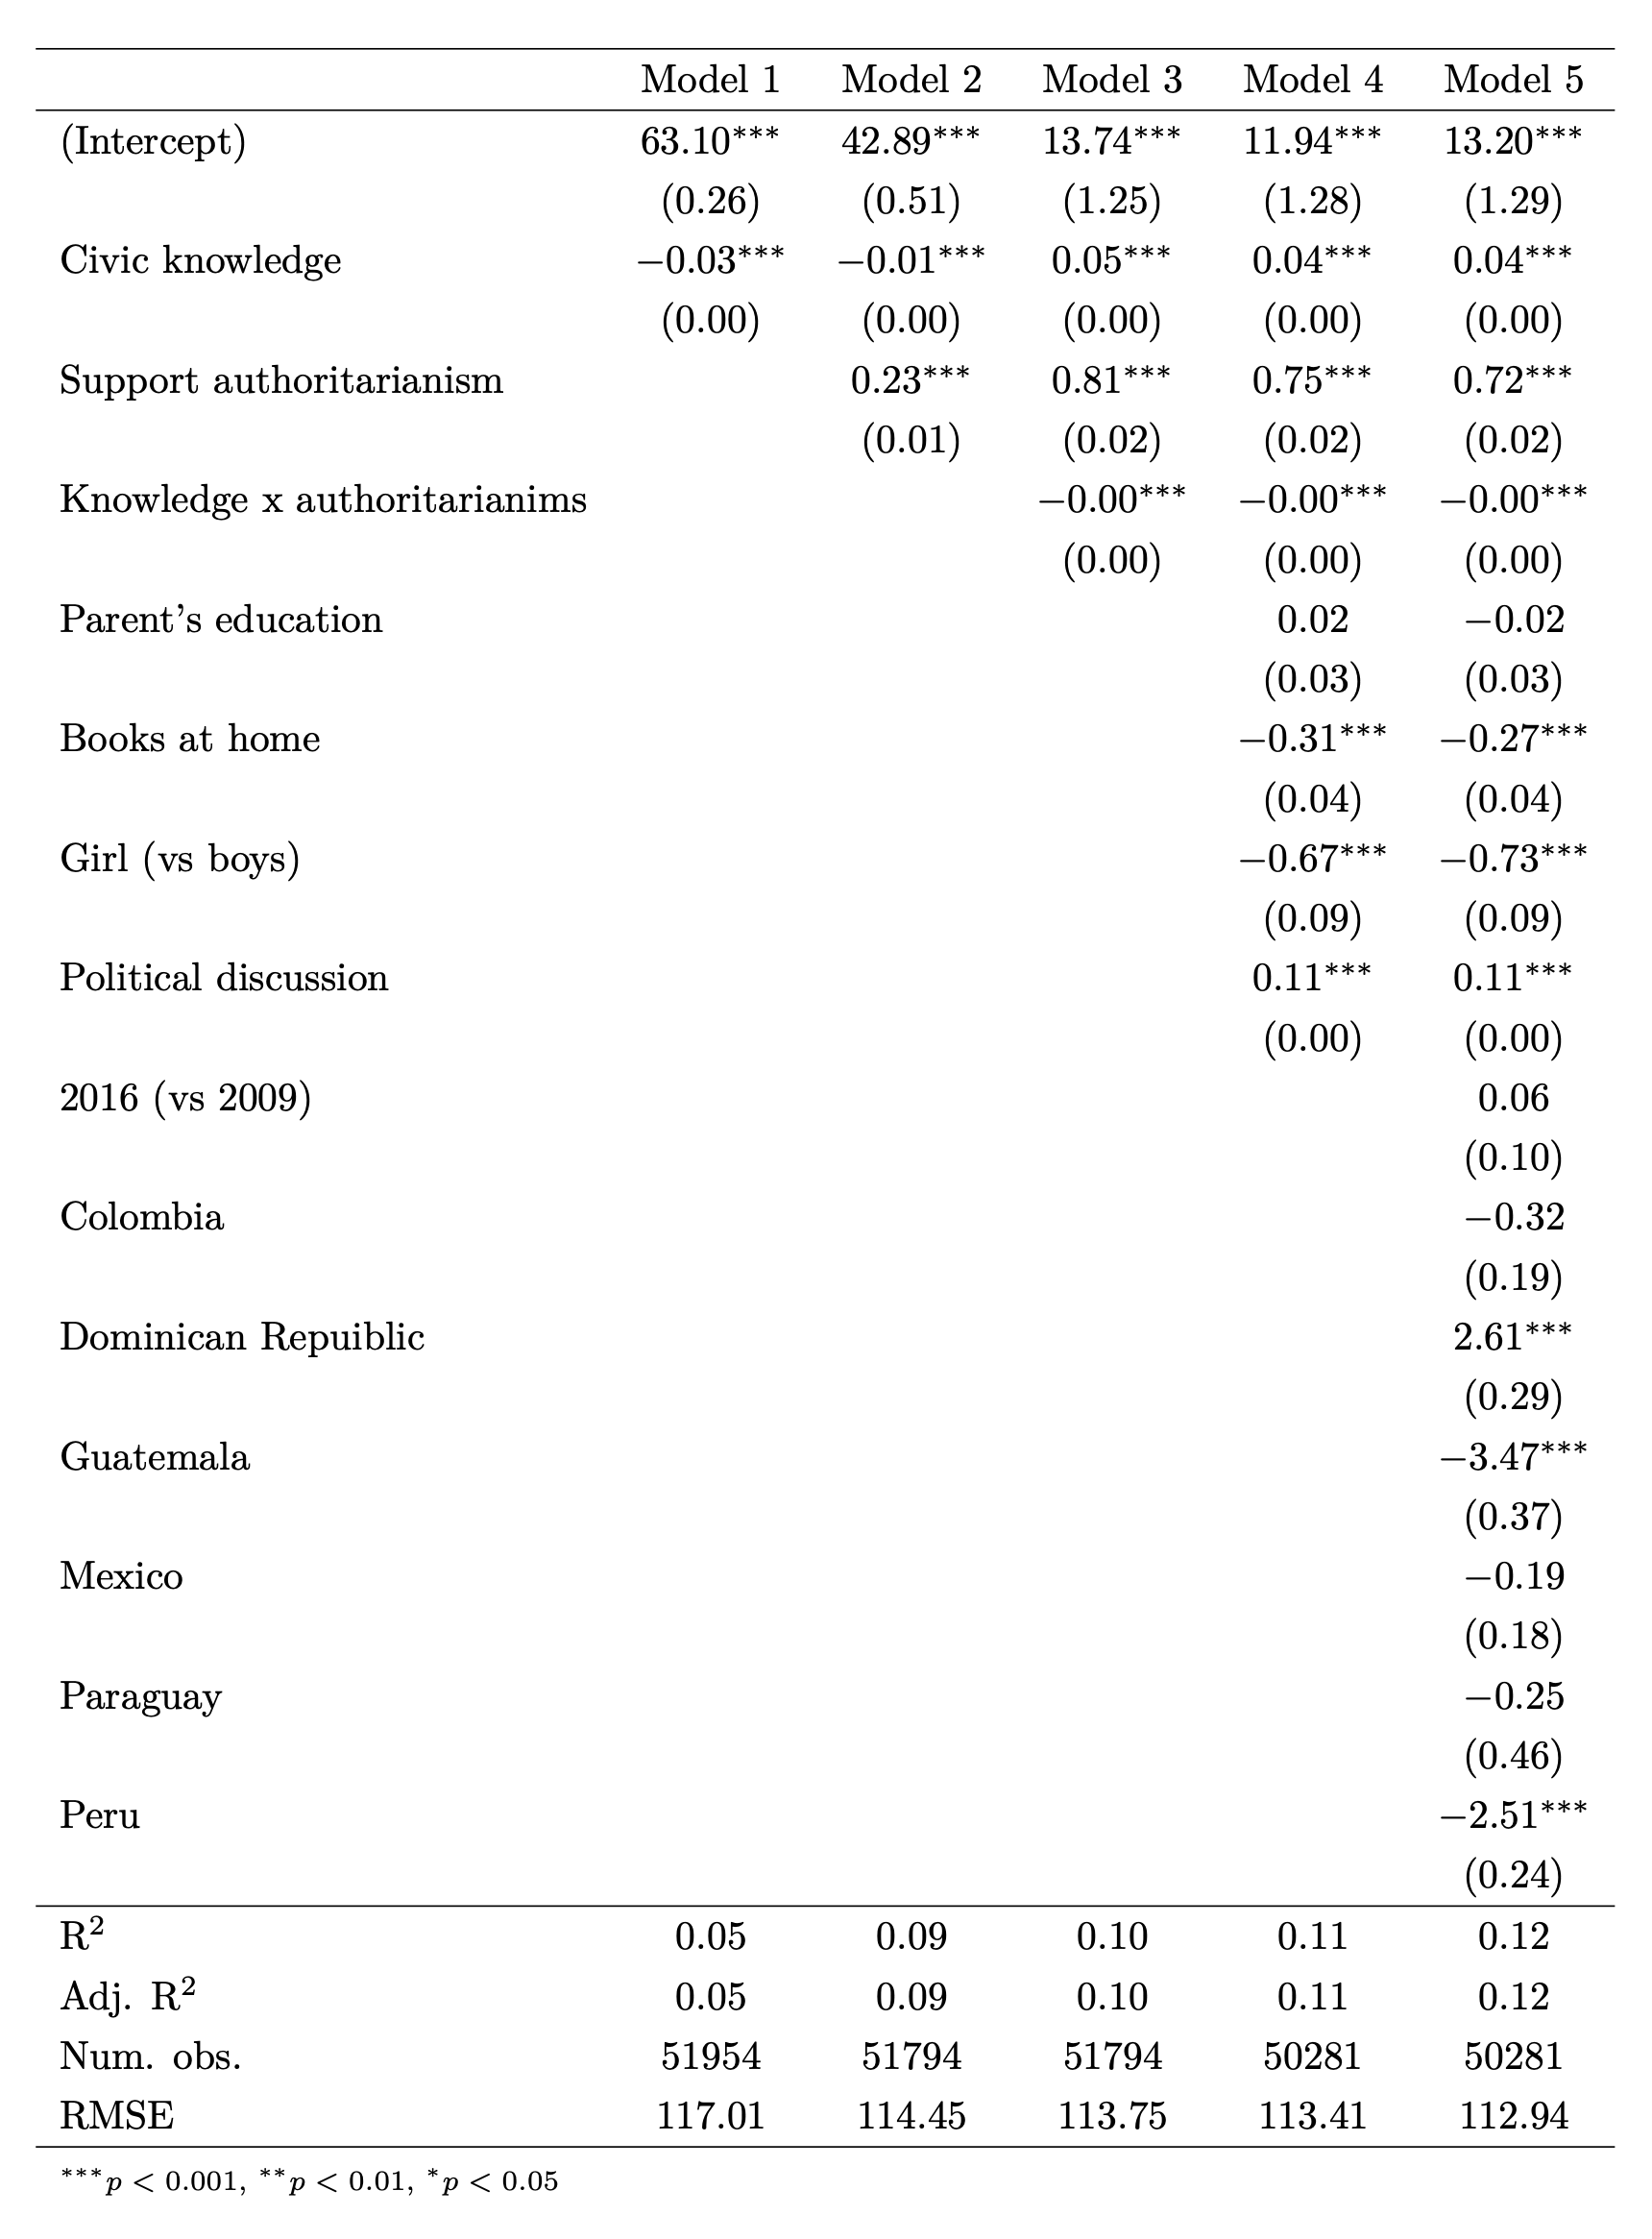 Model 1 Model 2 Model 3 Model 4 Model 5
(Intercept) 63.10*** 42.89*** 13.74*** 11.94*** 13.20***
(0.26) (0.51) (1.25) (1.28) (1.29)
Civic knowledge −0.03*** −0.01*** 0.05*** 0.04*** 0.04***
(0.00) (0.00) (0.00) (0.00) (0.00)
Support authoritarianism 0.23*** 0.81*** 0.75*** 0.72***
(0.01) (0.02) (0.02) (0.02)
Knowledge x authoritarianims −0.00*** −0.00*** −0.00***
(0.00) (0.00) (0.00)
Parent's education 0.02 −0.02
(0.03) (0.03)
Books at home −0.31*** −0.27***
(0.04) (0.04)
Girl (vs boys) −0.67*** −0.73***
(0.09) (0.09)
Political discussion 0.11*** 0.11***
(0.00) (0.00)
2016 (vs 2009) 0.06
(0.10)
Colombia −0.32
(0.19)
Dominican Repuiblic 2.61***
(0.29)
Guatemala −3.47***
(0.37)
Mexico −0.19
(0.18)
Paraguay −0.25
(0.46)
Peru −2.51***
(0.24)
R² 0.05 0.09 0.10 0.11 0.12
Adj. R² 0.05 0.09 0.10 0.11 0.12
Num. obs. 51954 51794 51794 50281 50281
RMSE 117.01 114.45 113.75 113.41 112.94
***p < 0.001, **p < 0.01, *p < 0.05